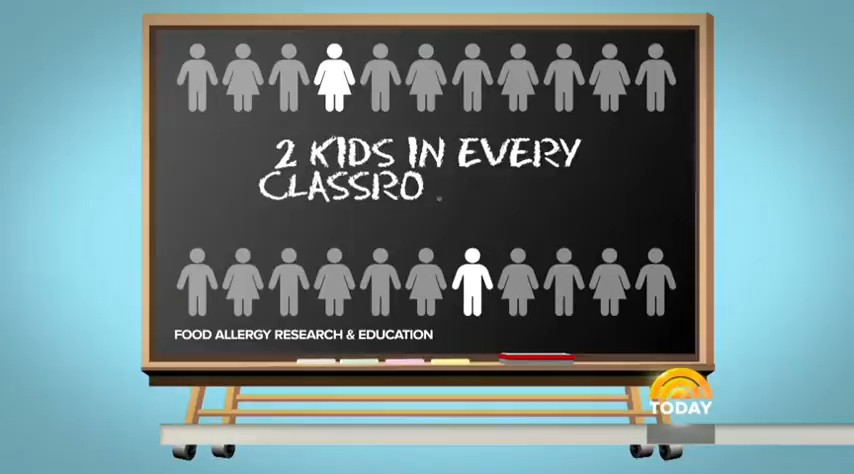 2 KIDS IN EVERY
CLASSRO
FOOD ALLERGY RESEARCH & EDUCATION
TODAY